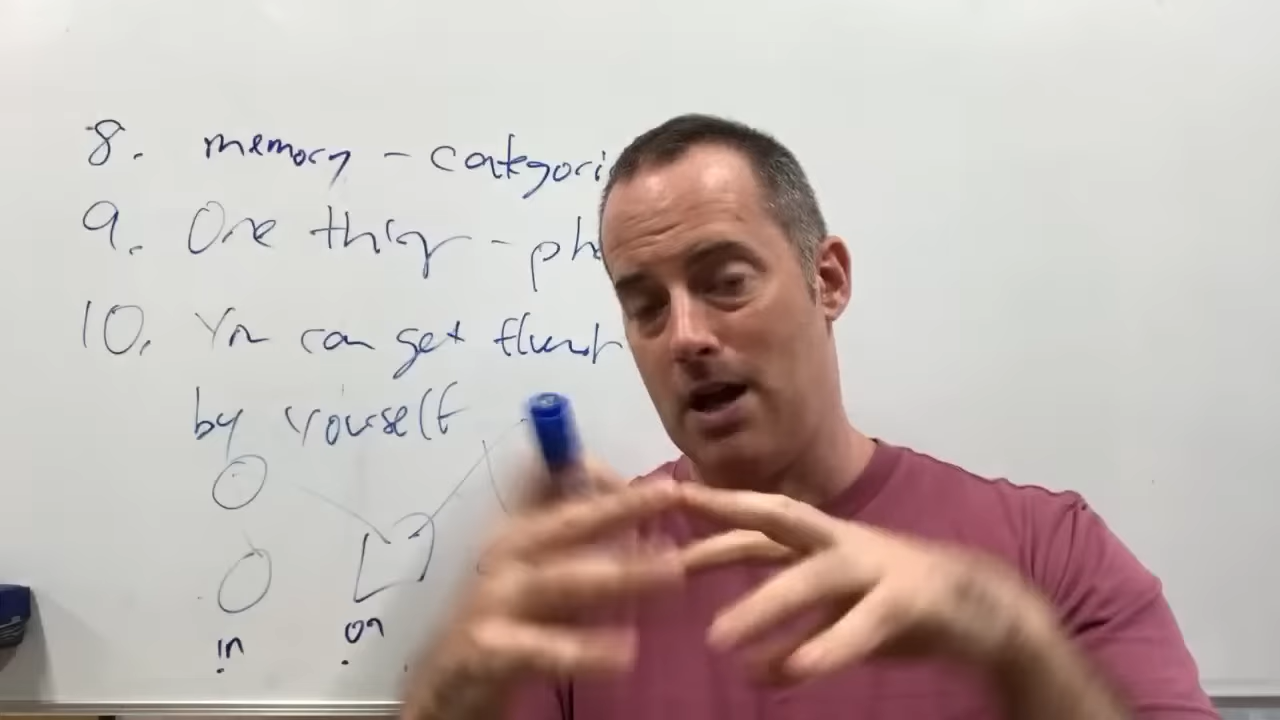 8. memory - categori
9. One thing - ph
10. You can get fluent
by yourself
in on